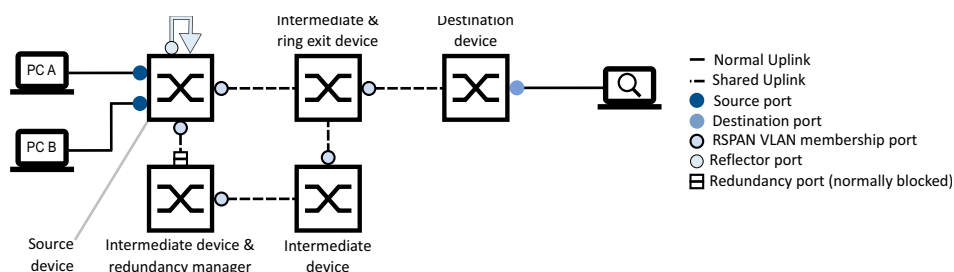 Intermediate &
ring exit device
Destination
device
PC A
PC B
Normal Uplink
Shared Uplink
Source port
Destination port
RSPAN VLAN membership port
Reflector port
Redundancy port (normally blocked)
Source
device
Intermediate device &
redundancy manager
Intermediate
device